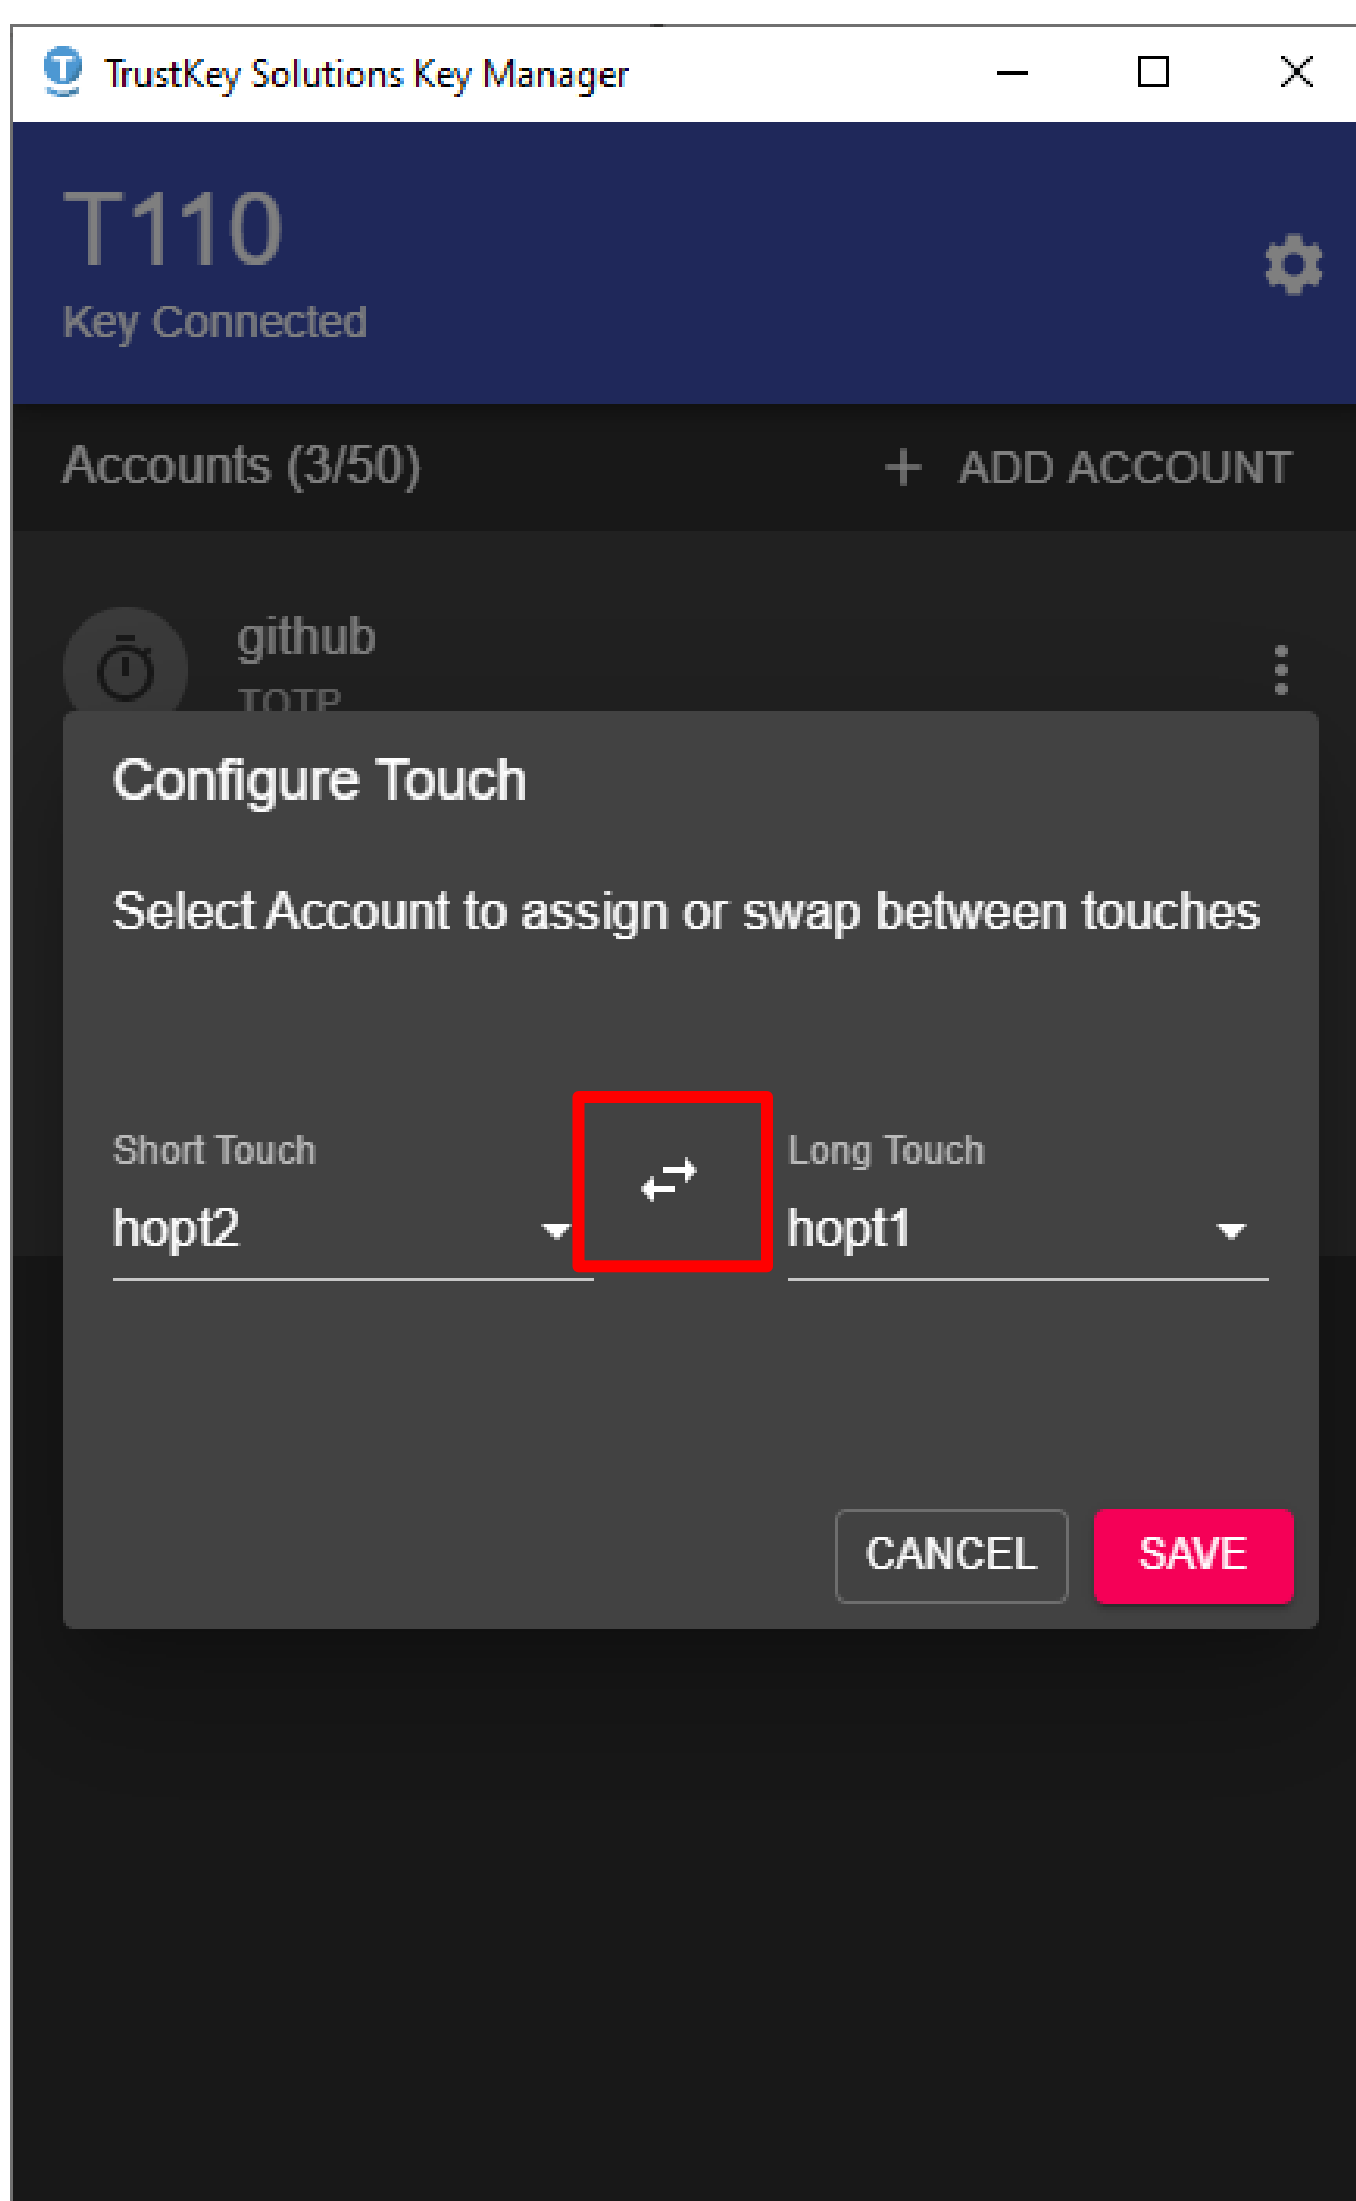 TrustKey Solutions Key Manager
T110
Key Connected
Accounts (3/50)
+ ADD ACCOUNT
github
TOTP
Configure Touch
Select Account to assign or swap between touches
Short Touch
Long Touch
hopt2
hopt1
CANCEL
SAVE